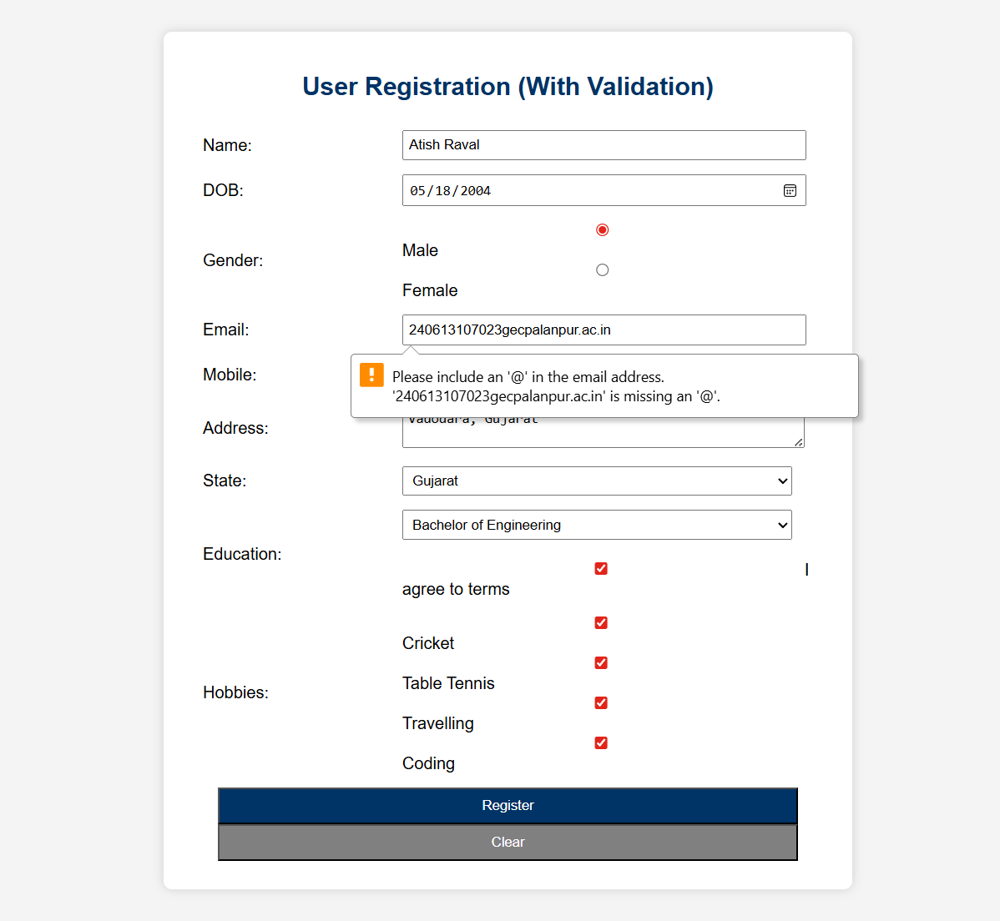 User Registration (With Validation)
Name:
Atish Raval
DOB:
05/18/2004
Gender:
Male
Female
Email:
240613107023gecpalanpur.ac.in
Mobile:
Please include an '@' in the email address.
'240613107023gecpalanpur.ac.in' is missing an '@'.
Address:
Vadodara, Gujarat
State:
Gujarat
Education:
Bachelor of Engineering
I
agree to terms
Hobbies:
Cricket
Table Tennis
Travelling
Coding
Register
Clear